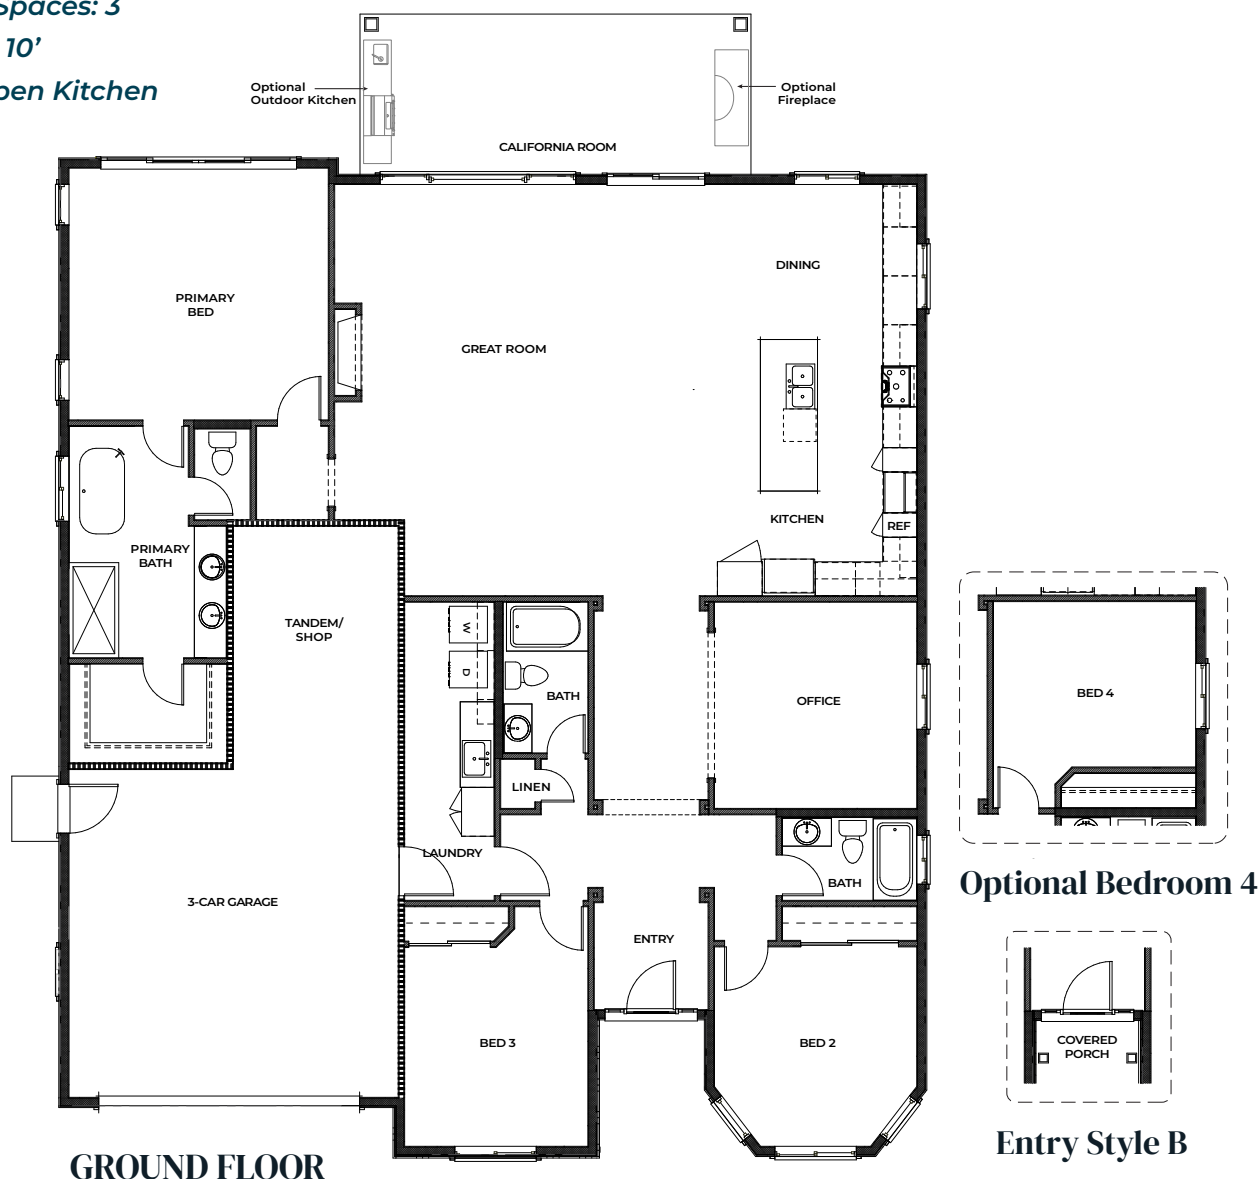 Spaces: 3
10’
pen Kitchen
Optional
Outdoor Kitchen
Optional
Fireplace
CALIFORNIA ROOM
DINING
PRIMARY
BED
GREAT ROOM
KITCHEN
REF
PRIMARY
BATH
TANDEM/
SHOP
W
D
BATH
OFFICE
BED 4
LINEN
LAUNDRY
BATH
Optional Bedroom 4
3-CAR GARAGE
ENTRY
BED 3
BED 2
COVERED
PORCH
Entry Style B
GROUND FLOOR